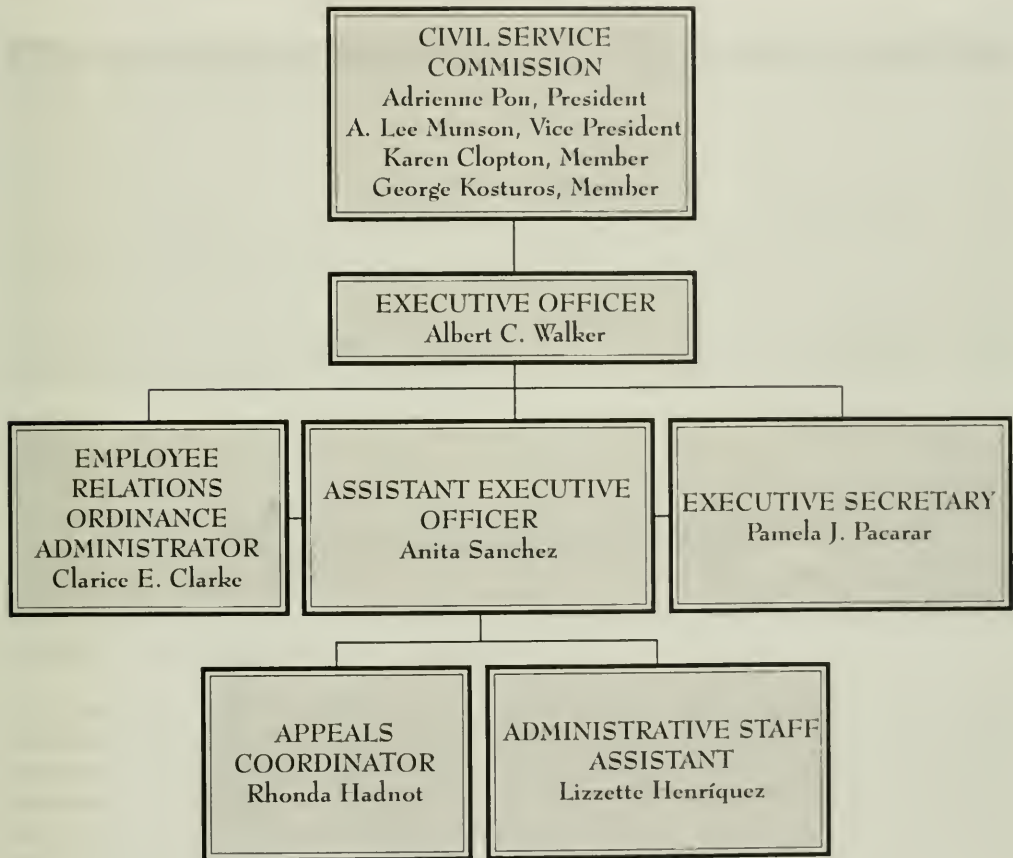 CIVIL SERVICE
COMMISSION
Adrienne Pon, President
A. Lee Munson, Vice President
Karen Clopton, Member
George Kosturos, Member
EXECUTIVE OFFICER
Albert C. Walker
EMPLOYEE
RELATIONS
ORDINANCE
ADMINISTRATOR
Clarice E. Clarke
ASSISTANT EXECUTIVE
OFFICER
Anita Sanchez
EXECUTIVE SECRETARY
Pamela J. Pacarar
APPEALS
COORDINATOR
Rhonda Hadnot
ADMINISTRATIVE STAFF
ASSISTANT
Lizzette Henríquez